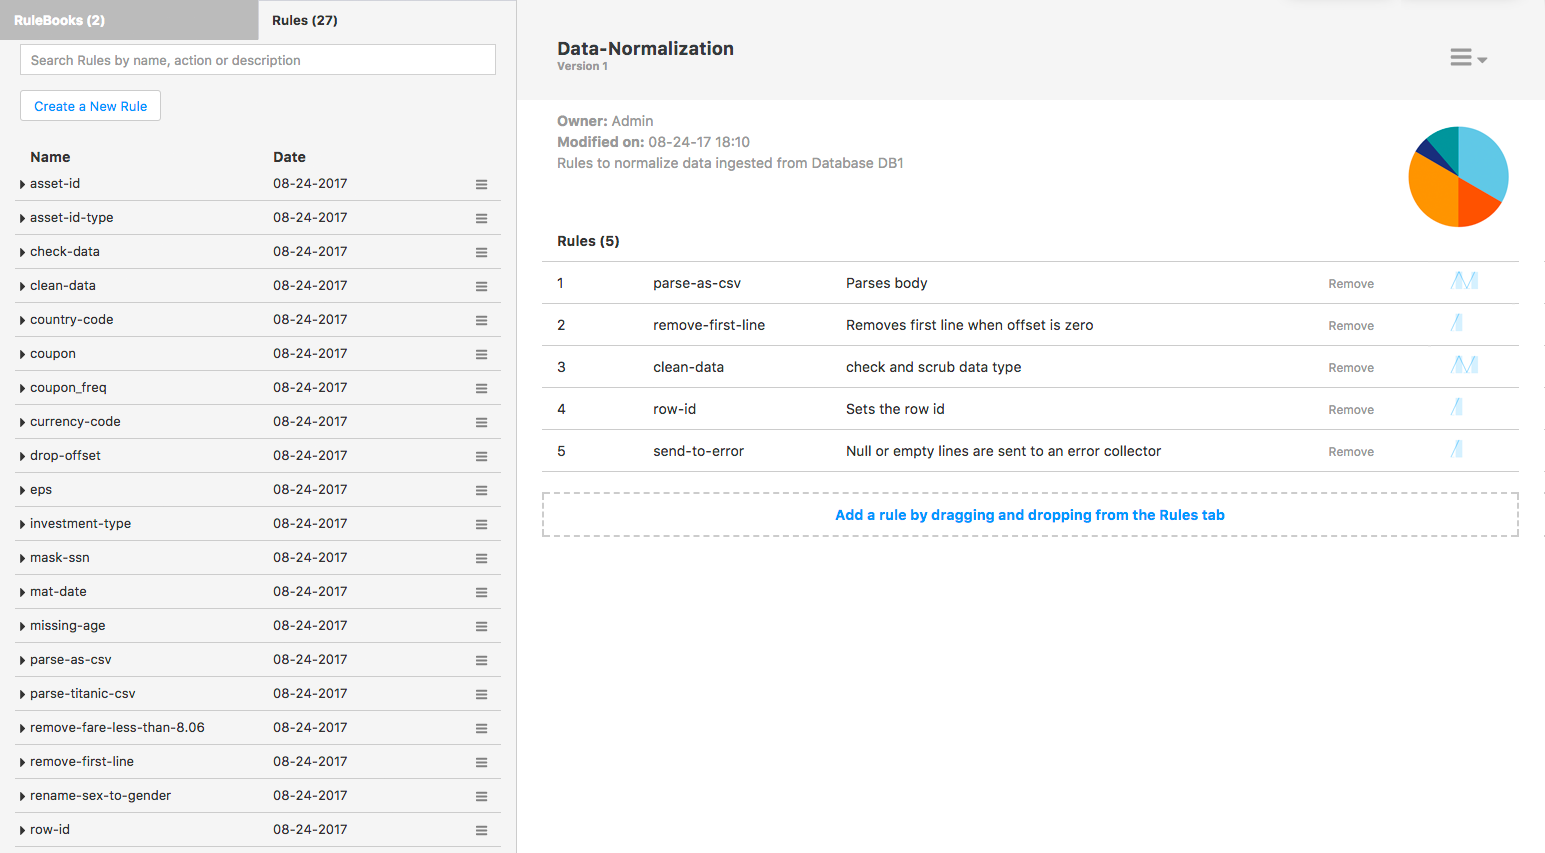 RuleBooks (2)
Rules (27)
Search Rules by name, action or description
Create a New Rule
Name Date
asset-id 08-24-2017
asset-id-type 08-24-2017
check-data 08-24-2017
clean-data 08-24-2017
country-code 08-24-2017
coupon 08-24-2017
coupon_freq 08-24-2017
currency-code 08-24-2017
drop-offset 08-24-2017
eps 08-24-2017
investment-type 08-24-2017
mask-ssn 08-24-2017
mat-date 08-24-2017
missing-age 08-24-2017
parse-as-csv 08-24-2017
parse-titanic-csv 08-24-2017
remove-fare-less-than-8.06 08-24-2017
remove-first-line 08-24-2017
rename-sex-to-gender 08-24-2017
row-id 08-24-2017
Data-Normalization
Version 1
Owner: Admin
Modified on: 08-24-17 18:10
Rules to normalize data ingested from Database DB1
Rules (5)
1 parse-as-csv Parses body Remove
2 remove-first-line Removes first line when offset is zero Remove
3 clean-data check and scrub data type Remove
4 row-id Sets the row id Remove
5 send-to-error Null or empty lines are sent to an error collector Remove
Add a rule by dragging and dropping from the Rules tab